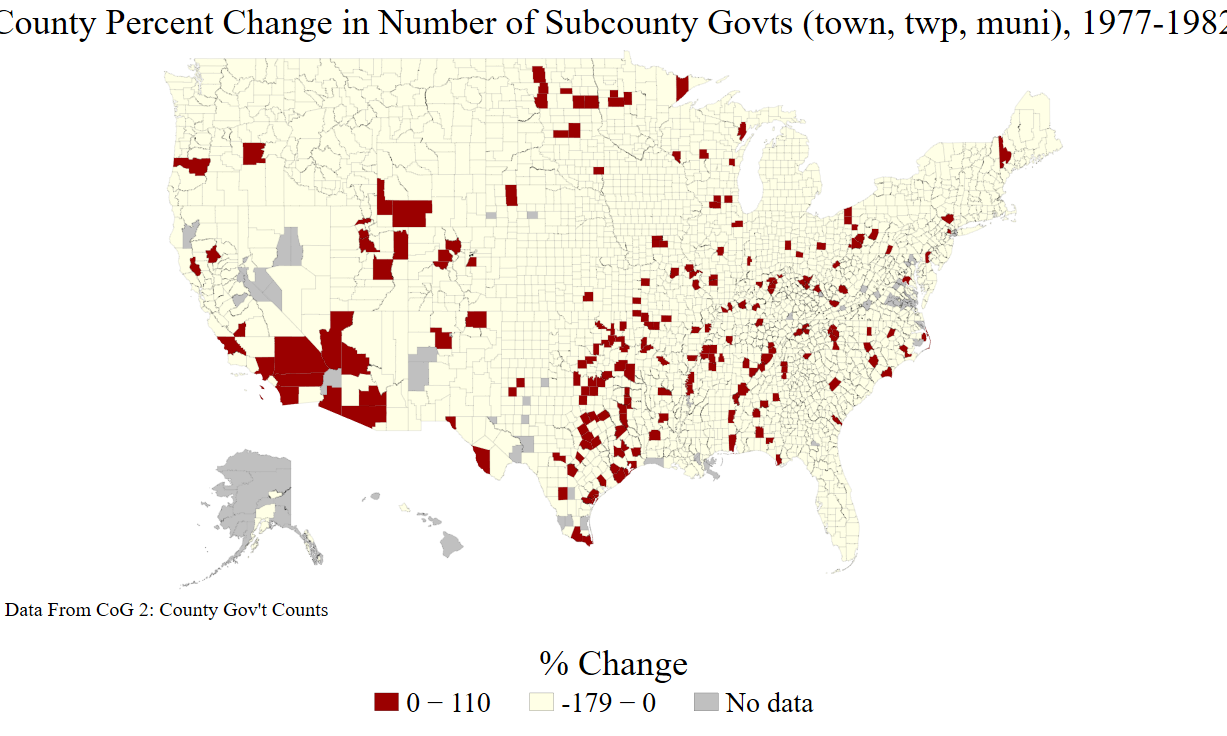 County Percent Change in Number of Subcounty Govts (town, twp, muni), 1977-1982
Data From CoG 2: County Gov't Counts
% Change
0 − 110
-179 − 0
No data